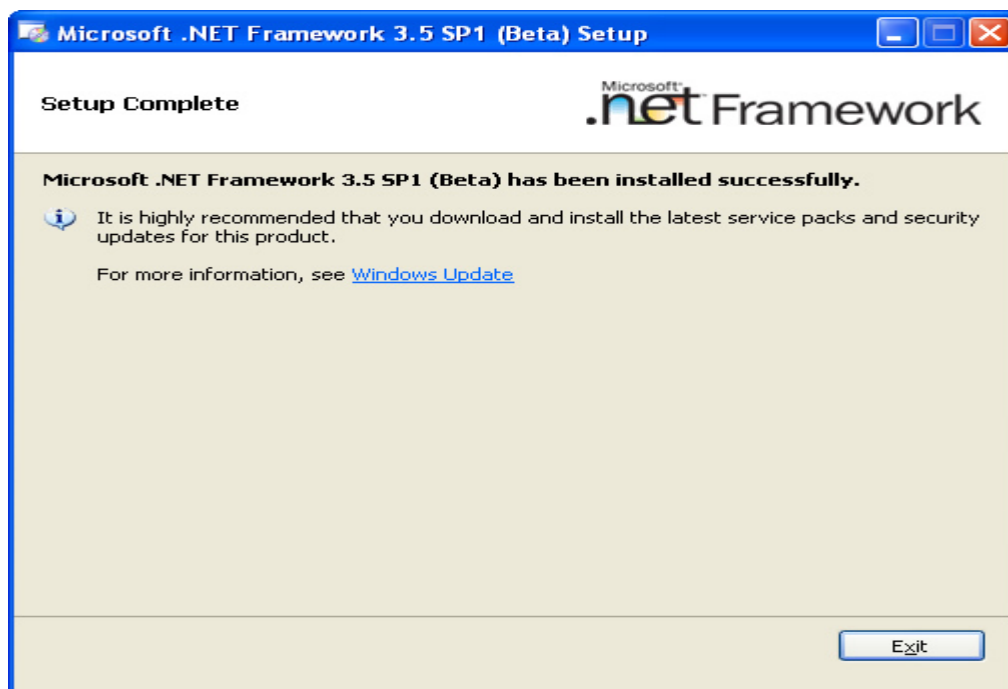 Microsoft .NET Framework 3.5 SP1 (Beta) Setup
Setup Complete
Microsoft
.net Framework
Microsoft .NET Framework 3.5 SP1 (Beta) has been installed successfully.
It is highly recommended that you download and install the latest service packs and security
updates for this product.
For more information, see Windows Update
Exit